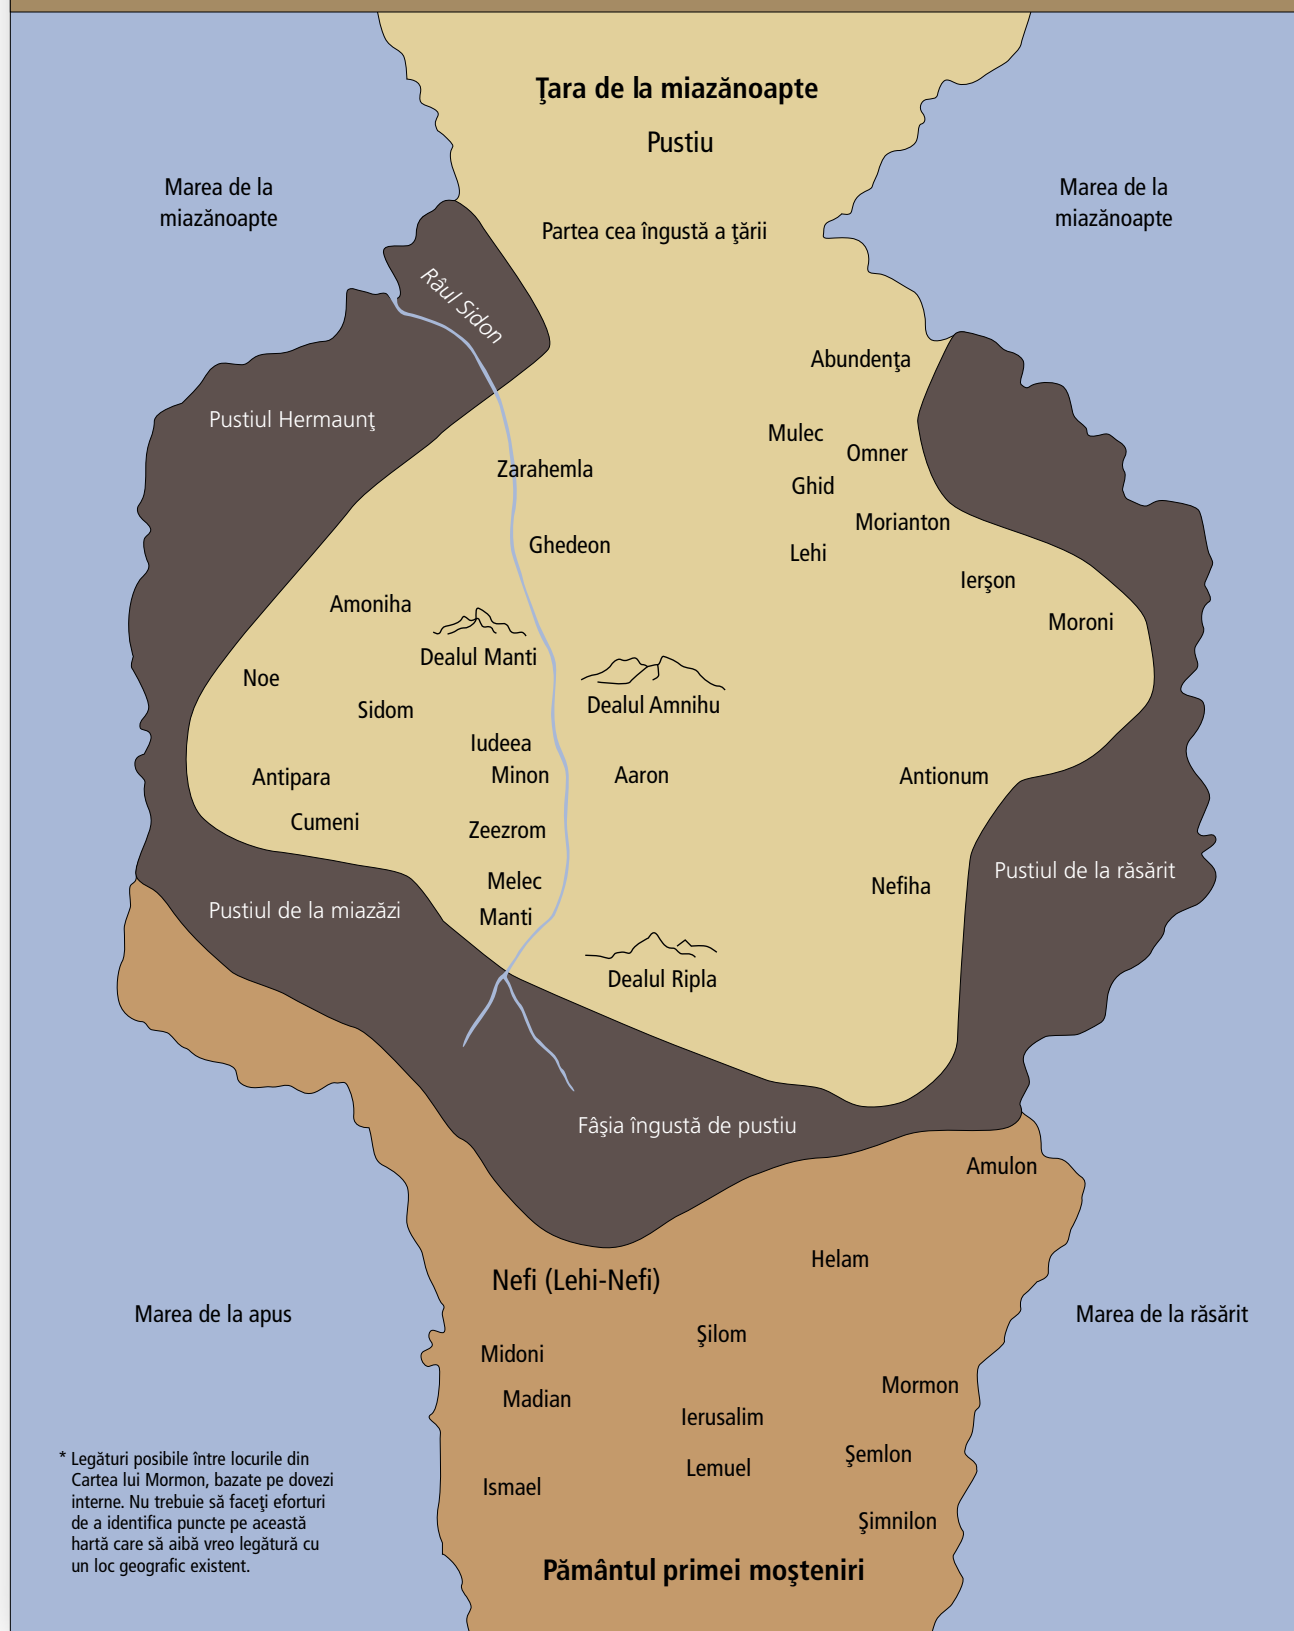 Ţara de la miazănoapte
Pustiu
Marea de la
miazănoapte
Marea de la
miazănoapte
Partea cea îngustă a ţării
Râul Sidon
Abundenţa
Pustiul Hermaunţ
Mulec
Omner
Zarahemla
Ghid
Morianton
Ghedeon
Lehi
Ierşon
Amoniha
Moroni
Dealul Manti
Noe
Dealul Amnihu
Sidom
Iudeea
Antipara
Minon
Aaron
Antionum
Cumeni
Zeezrom
Pustiul de la răsărit
Melec
Nefiha
Pustiul de la miazăzi
Manti
Dealul Ripla
Fâşia îngustă de pustiu
Amulon
Helam
Nefi (Lehi-Nefi)
Marea de la apus
Marea de la răsărit
Şilom
Midoni
Mormon
Madian
Ierusalim
Şemlon
Lemuel
Ismael
Şimnilon
* Legături posibile între locurile din
Cartea lui Mormon, bazate pe dovezi
interne. Nu trebuie să faceţi eforturi
de a identifica puncte pe această
hartă care să aibă vreo legătură cu
un loc geografic existent.
Pământul primei moşteniri